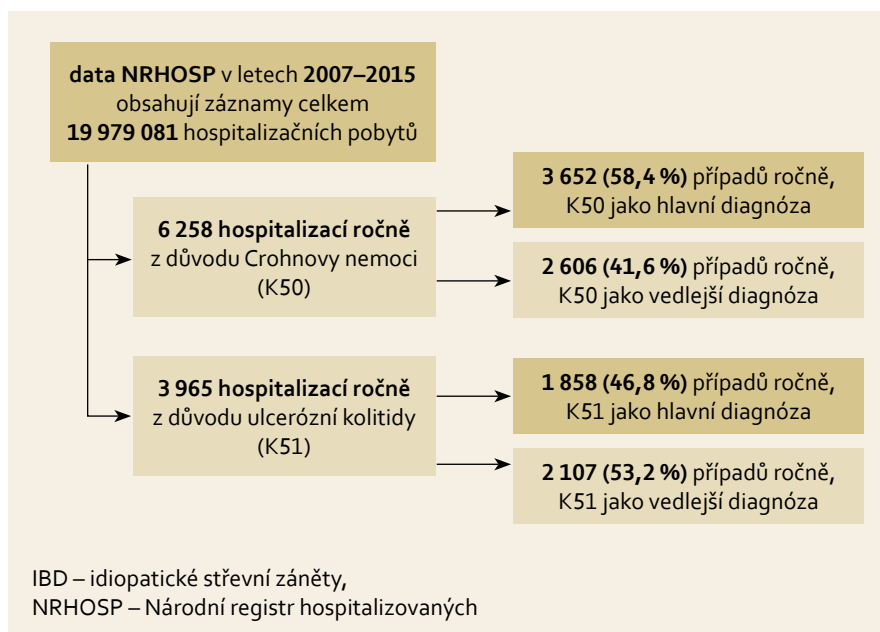 data NRHOSP v letech 2007–2015
obsahují záznamy celkem
19 979 081 hospitalizačních pobytů
6 258 hospitalizací ročně
z důvodu Crohnovy nemoci
(K50)
3 652 (58,4 %) případů ročně,
K50 jako hlavní diagnóza
2 606 (41,6 %) případů ročně,
K50 jako vedlejší diagnóza
3 965 hospitalizací ročně
z důvodu ulcerózní kolitidy
(K51)
1 858 (46,8 %) případů ročně,
K51 jako hlavní diagnóza
2 107 (53,2 %) případů ročně,
K51 jako vedlejší diagnóza
IBD – idiopatické střevní záněty,
NRHOSP – Národní registr hospitalizovaných